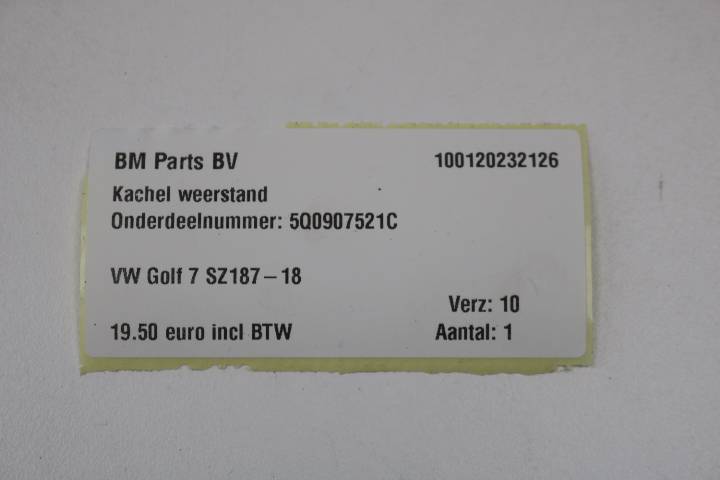 BM Parts BV 100120232126
Kachel weerstand
Onderdeelnummer: 5Q0907521C
VW Golf 7 SZ187-18
Verz: 10
19.50 euro incl BTW Aantal: 1